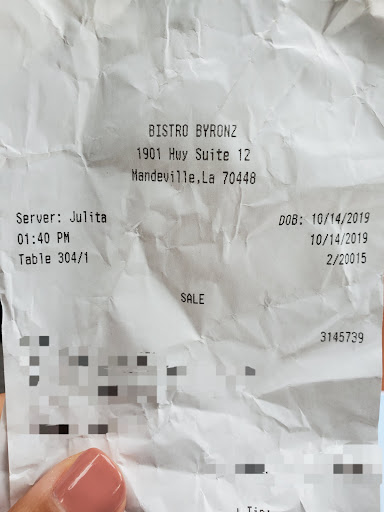 BISTRO BYRONZ
1901 Hwy Suite 12
Mandeville,La 70448
Server: Julita DOB: 10/14/2019
01:40 PM 10/14/2019
Table 304/1 2/20015
SALE
3145739
Tip: